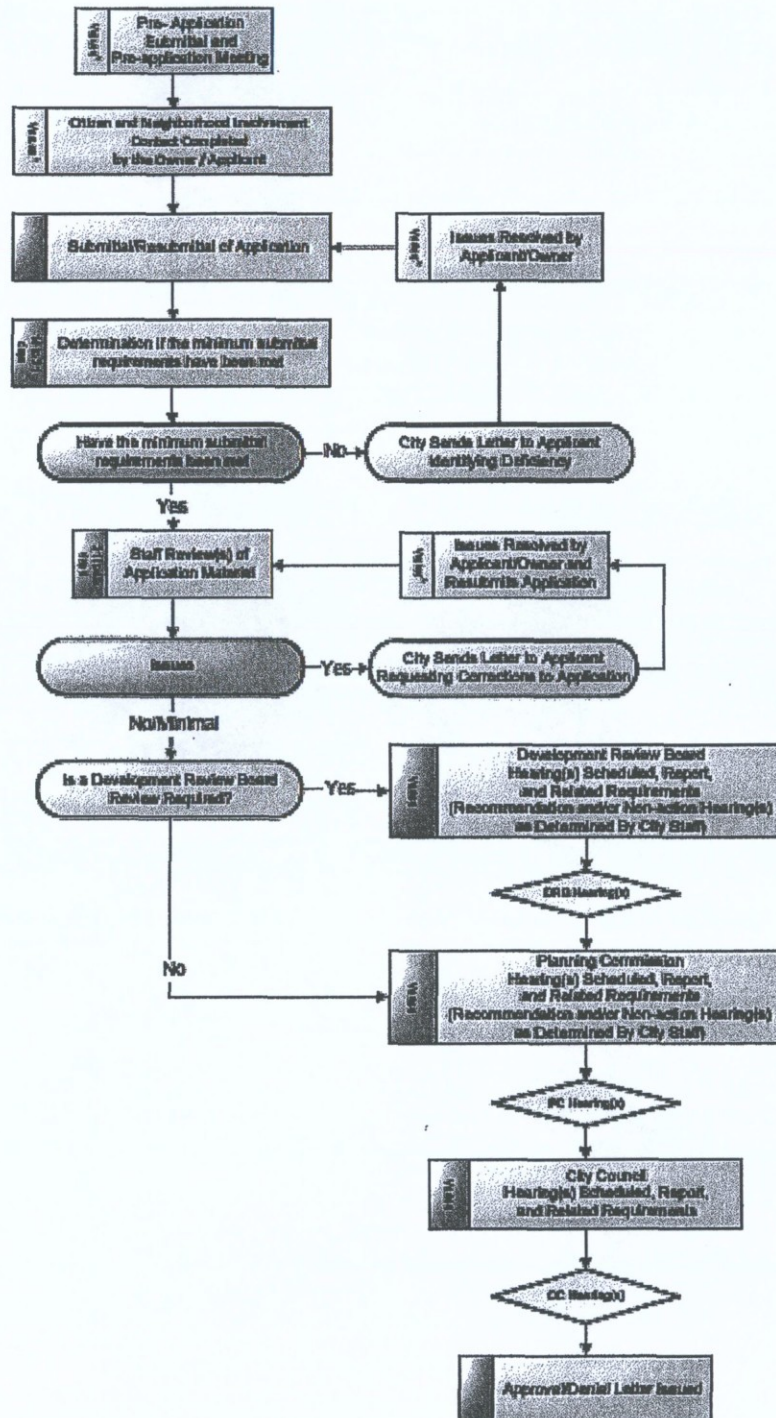 Pre-Application
Submittal and
Pre-application Meeting
Citizen and Neighborhood Involvement
Contact Completed
by the Owner / Applicant
Submittal/Resubmittal of Application
Issues Resolved by
Applicant/Owner
Determination if the minimum submittal
requirements have been met
Have the minimum submittal
requirements been met
No
City Sends Letter to Applicant
Identifying Deficiency
Yes
Staff Review(s) of
Application Material
Issues Resolved by
Applicant/Owner and
Resubmits Application
Issues
Yes
City Sends Letter to Applicant
Requesting Corrections to Application
No/Minimal
Is a Development Review Board
Review Required?
Yes
Development Review Board
Hearing(s) Scheduled, Report,
and Related Requirements
(Recommendation and/or Non-action Hearing(s)
as Determined By City Staff)
DRB Hearing(s)
No
Planning Commission
Hearing(s) Scheduled, Report,
and Related Requirements
(Recommendation and/or Non-action Hearing(s)
as Determined By City Staff)
PC Hearing(s)
City Council
Hearing(s) Scheduled, Report,
and Related Requirements
CC Hearing(s)
Approval/Denial Letter Issued